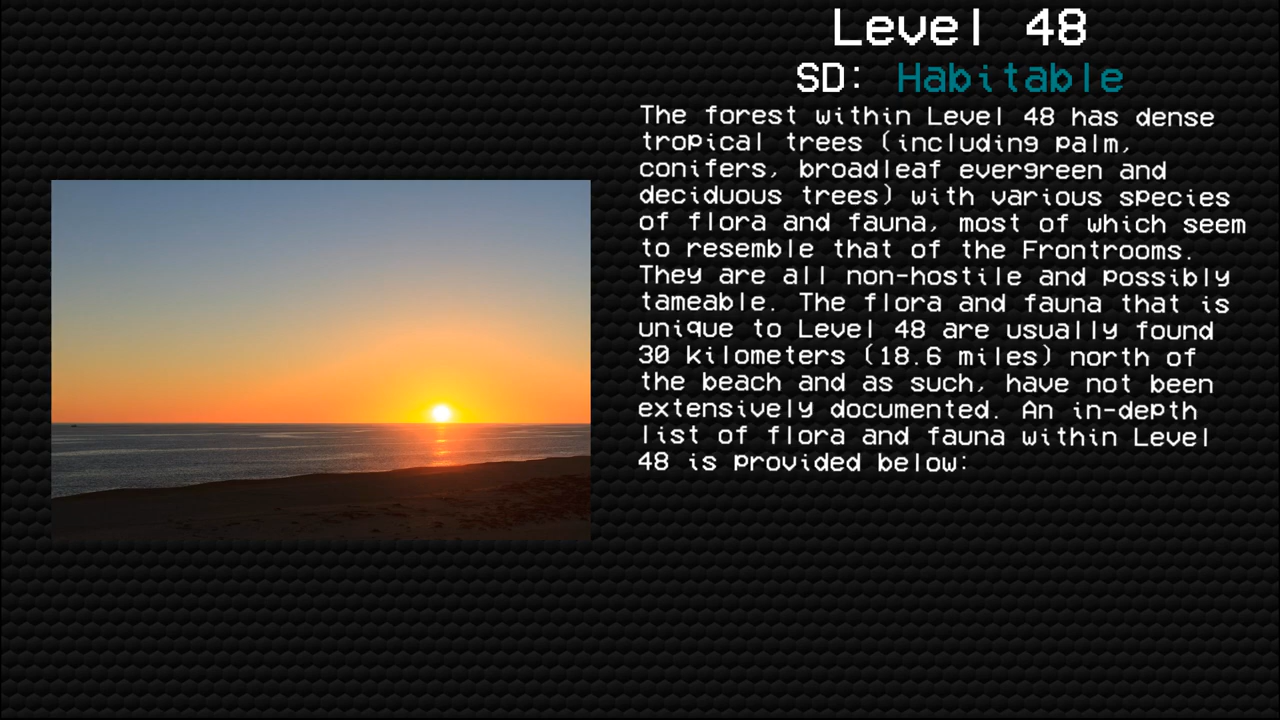 Level 48
SD: Habitable
The forest within Level 48 has dense
tropical trees (including palm,
conifers, broadleaf evergreen and
deciduous trees) with various species
of flora and fauna, most of which seem
to resemble that of the Frontrooms.
They are all non-hostile and possibly
tameable. The flora and fauna that is
unique to Level 48 are usually found
30 kilometers (18.6 miles) north of
the beach and as such, have not been
extensively documented. An in-depth
list of flora and fauna within Level
48 is provided below: